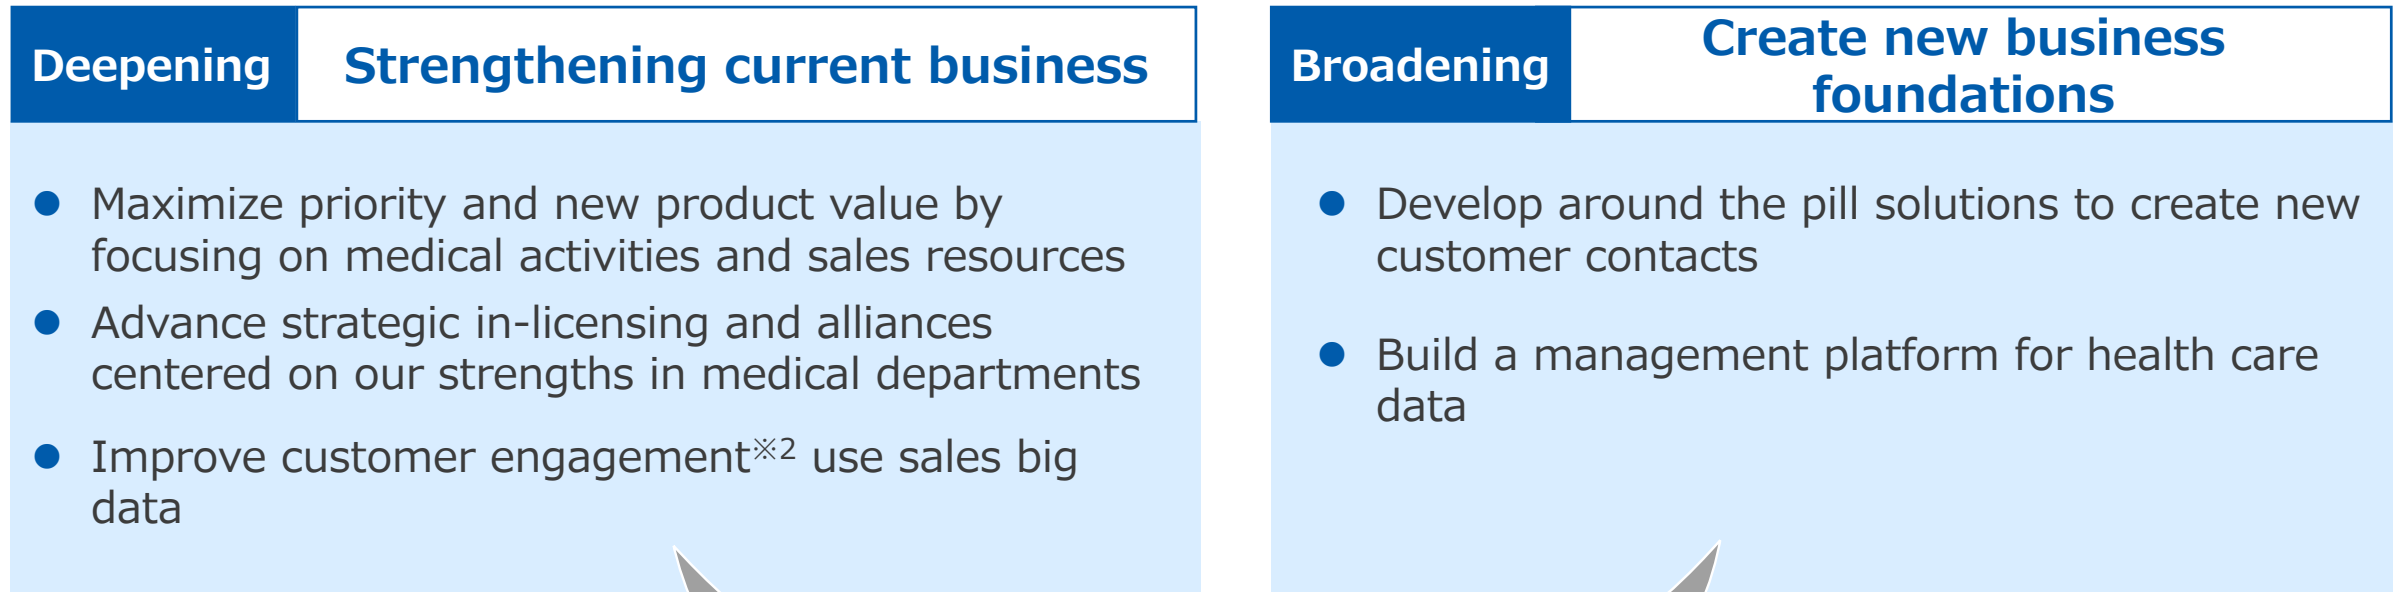 Deepening
Strengthening current business
● Maximize priority and new product value by
focusing on medical activities and sales resources
● Advance strategic in-licensing and alliances
centered on our strengths in medical departments
● Improve customer engagement※2 use sales big
data
Broadening
Create new business
foundations
● Develop around the pill solutions to create new
customer contacts
● Build a management platform for health care
data